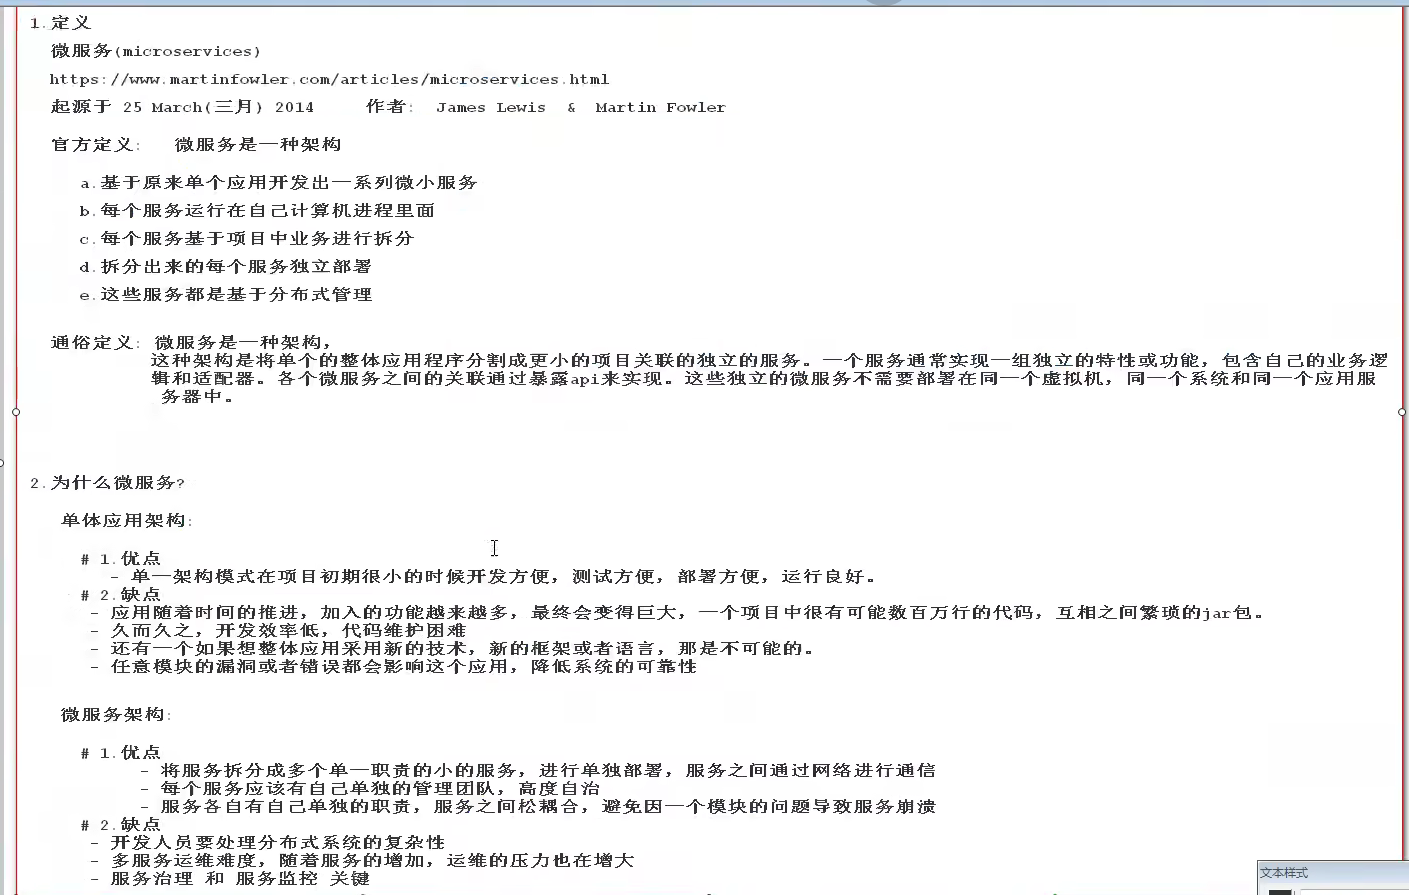 1.定义
微服务(microservices)
https://www.martinfowler.com/articles/microservices.html
起源于 25 March(三月) 2014 作者: James Lewis & Martin Fowler
官方定义: 微服务是一种架构
a.基于原来单个应用开发出一系列微小服务
b.每个服务运行在自己计算机进程里面
c.每个服务基于项目中业务进行拆分
d.拆分出来的每个服务独立部署
e.这些服务都是基于分布式管理
通俗定义: 微服务是一种架构，
这种架构是将单个的整体应用程序分割成更小的项目关联的独立的服务。一个服务通常实现一组独立的特性或功能，包含自己的业务逻
辑和适配器。各个微服务之间的关联通过暴露api来实现。这些独立的微服务不需要部署在同一个虚拟机，同一个系统和同一个应用服
务器中。
2.为什么微服务?
单体应用架构:
# 1.优点
- 单一架构模式在项目初期很小的时候开发方便，测试方便，部署方便，运行良好。
# 2.缺点
- 应用随着时间的推进，加入的功能越来越多，最终会变得巨大，一个项目中很有可能数百万行的代码，互相之间繁琐的jar包。
- 久而久之，开发效率低，代码维护困难
- 还有一个如果想整体应用采用新的技术，新的框架或者语言，那是不可能的。
- 任意模块的漏洞或者错误都会影响这个应用，降低系统的可靠性
微服务架构:
# 1.优点
- 将服务拆分成多个单一职责的小的服务，进行单独部署，服务之间通过网络进行通信
- 每个服务应该有自己单独的管理团队，高度自治
- 服务各自有自己单独的职责，服务之间松耦合，避免因一个模块的问题导致服务崩溃
# 2.缺点
- 开发人员要处理分布式系统的复杂性
- 多服务运维难度，随着服务的增加，运维的压力也在增大
- 服务治理 和 服务监控 关键
文本样式